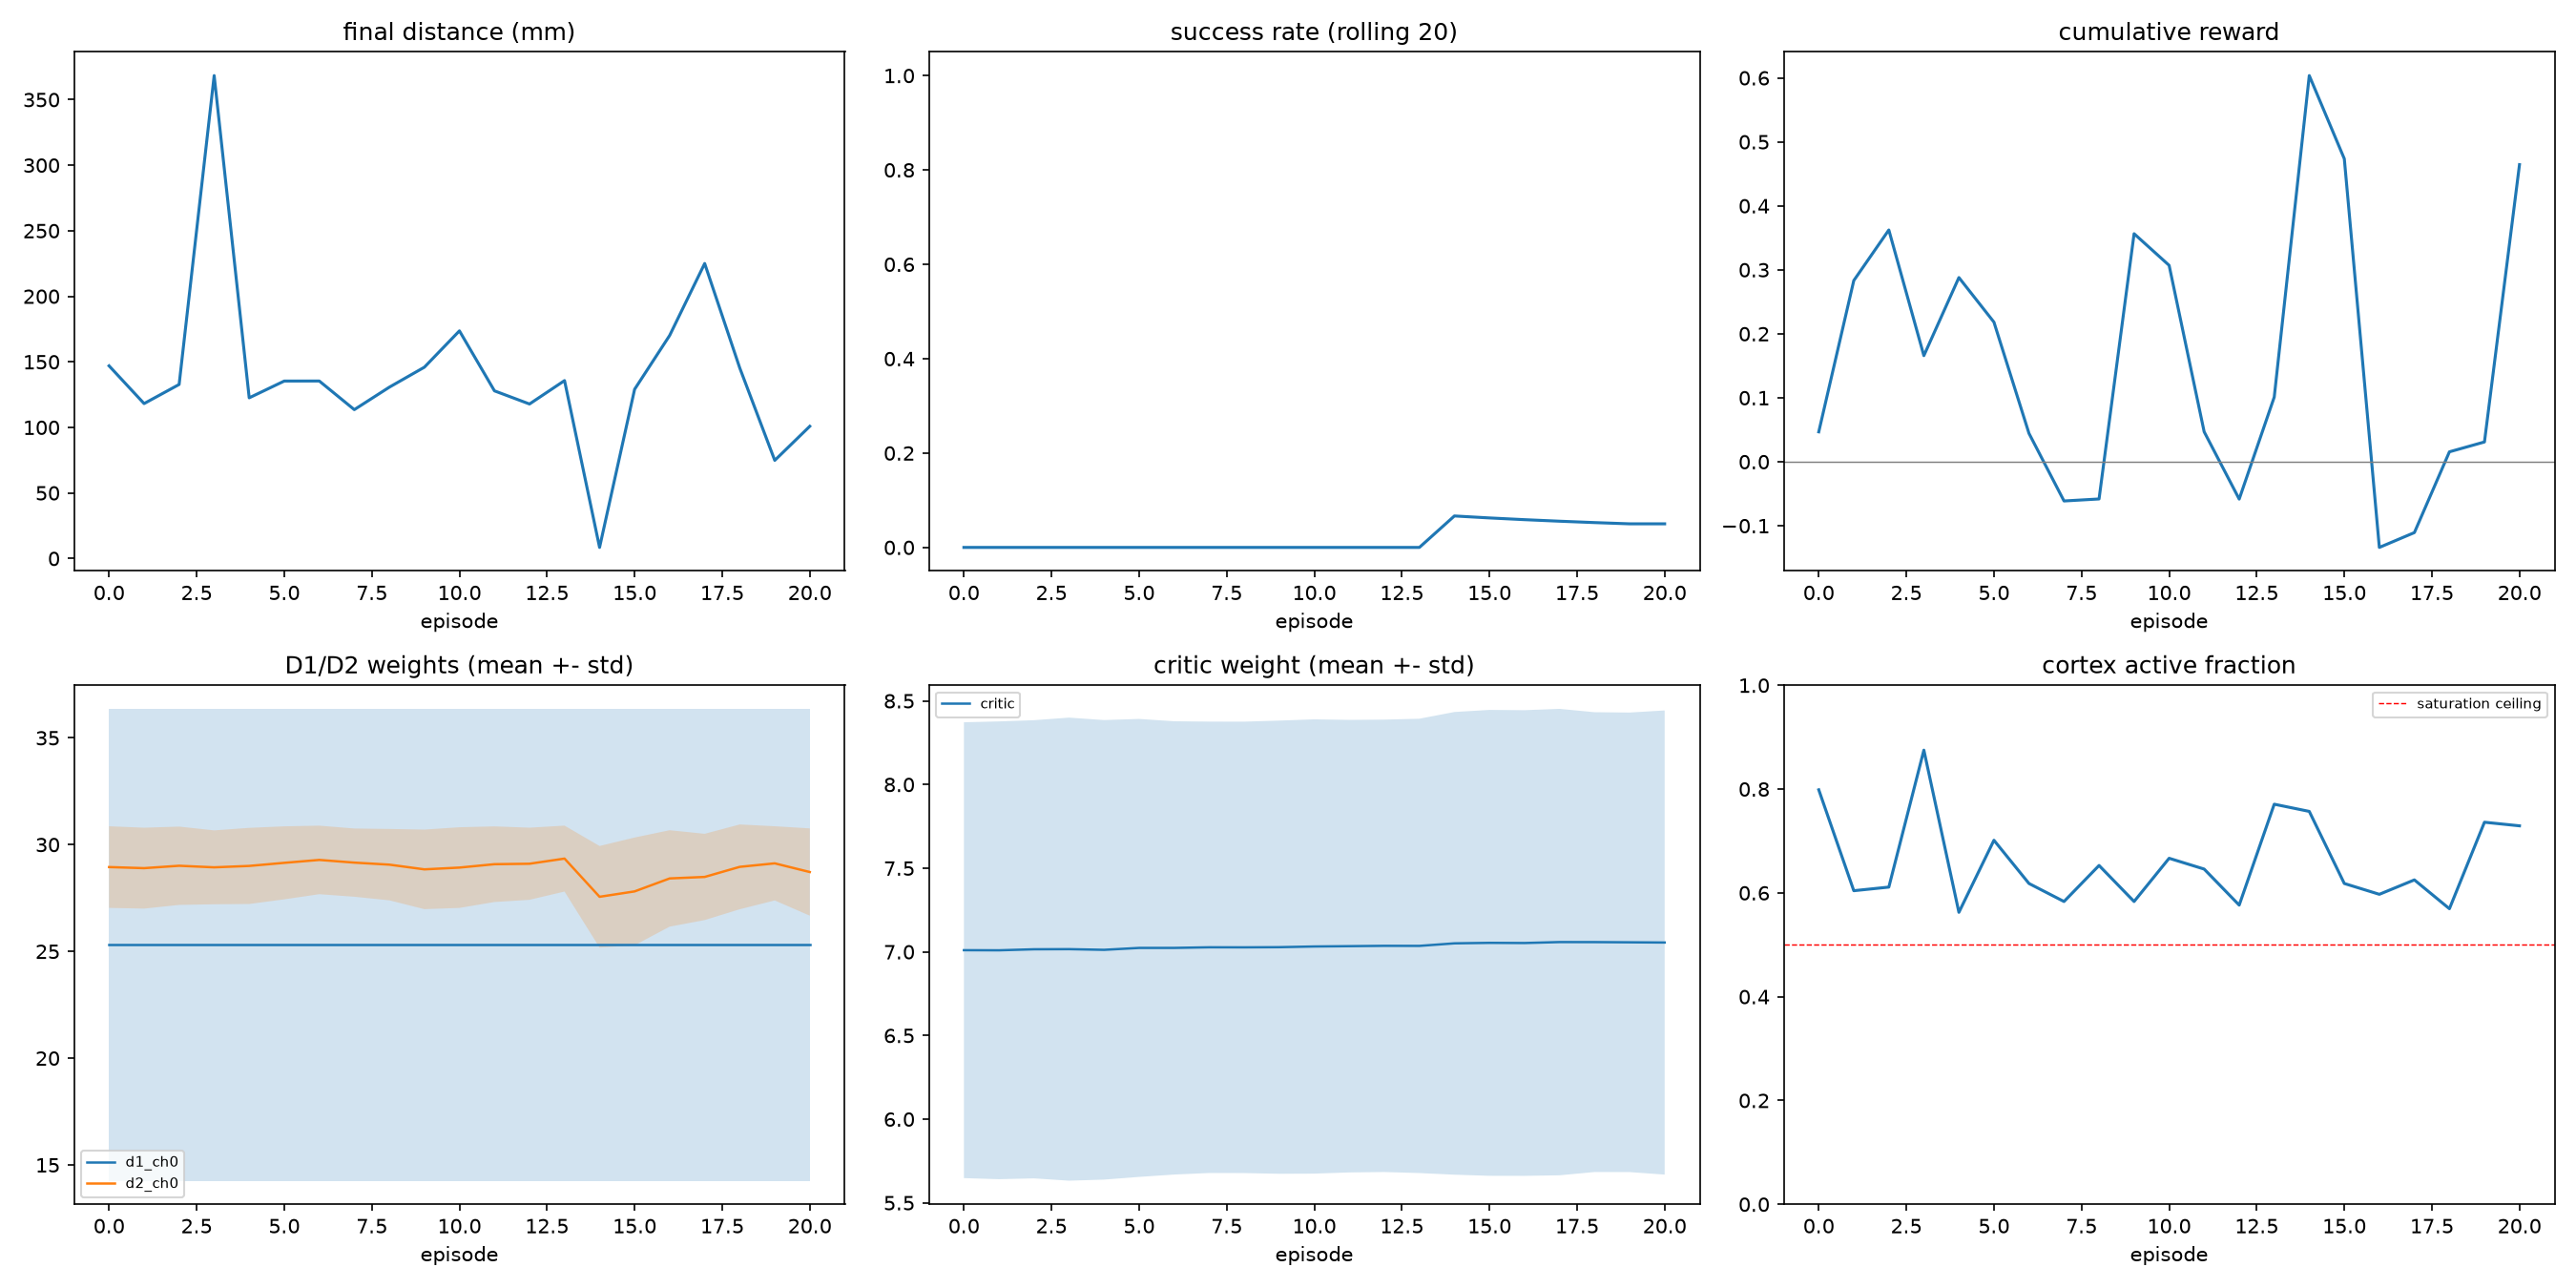 final distance (mm)
350
300
250
200
150
100
50
0
0.0 2.5 5.0 7.5 10.0 12.5 15.0 17.5 20.0
episode
success rate (rolling 20)
1.0
0.8
0.6
0.4
0.2
0.0
0.0 2.5 5.0 7.5 10.0 12.5 15.0 17.5 20.0
episode
cumulative reward
0.6
0.5
0.4
0.3
0.2
0.1
0.0
−0.1
0.0 2.5 5.0 7.5 10.0 12.5 15.0 17.5 20.0
episode
D1/D2 weights (mean +- std)
35
30
25
20
15
d1_ch0
d2_ch0
0.0 2.5 5.0 7.5 10.0 12.5 15.0 17.5 20.0
episode
critic weight (mean +- std)
critic
8.5
8.0
7.5
7.0
6.5
6.0
5.5
0.0 2.5 5.0 7.5 10.0 12.5 15.0 17.5 20.0
episode
cortex active fraction
saturation ceiling
1.0
0.8
0.6
0.4
0.2
0.0
0.0 2.5 5.0 7.5 10.0 12.5 15.0 17.5 20.0
episode